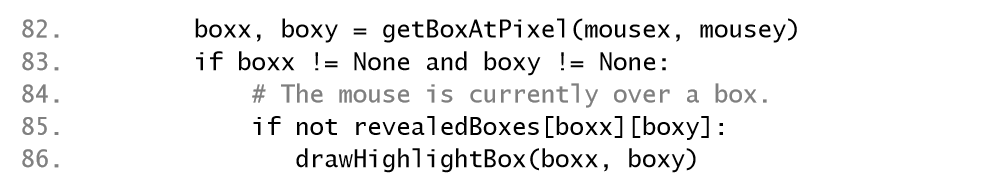 82.         boxx, boxy = getBoxAtPixel(mousex, mousey)
83.         if boxx != None and boxy != None:
84.             # The mouse is currently over a box.
85.             if not revealedBoxes[boxx][boxy]:
86.                drawHighlightBox(boxx, boxy)